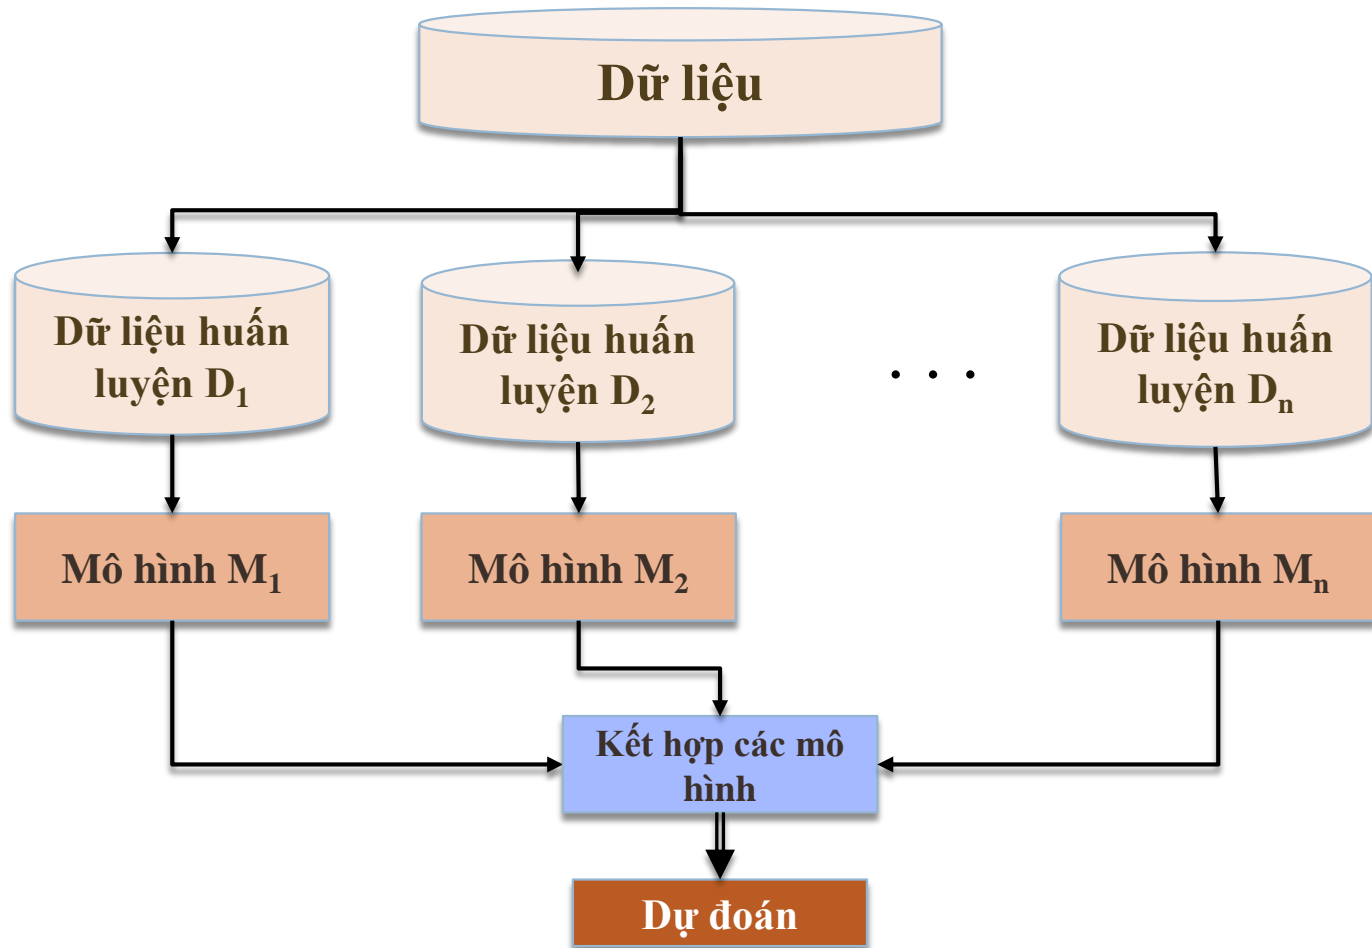 Dữ liệu
Dữ liệu huấn
luyện D₁
Dữ liệu huấn
luyện D₂
. . .
Dữ liệu huấn
luyện Dₙ
Mô hình M₁
Mô hình M₂
Mô hình Mₙ
Kết hợp các mô
hình
Dự đoán